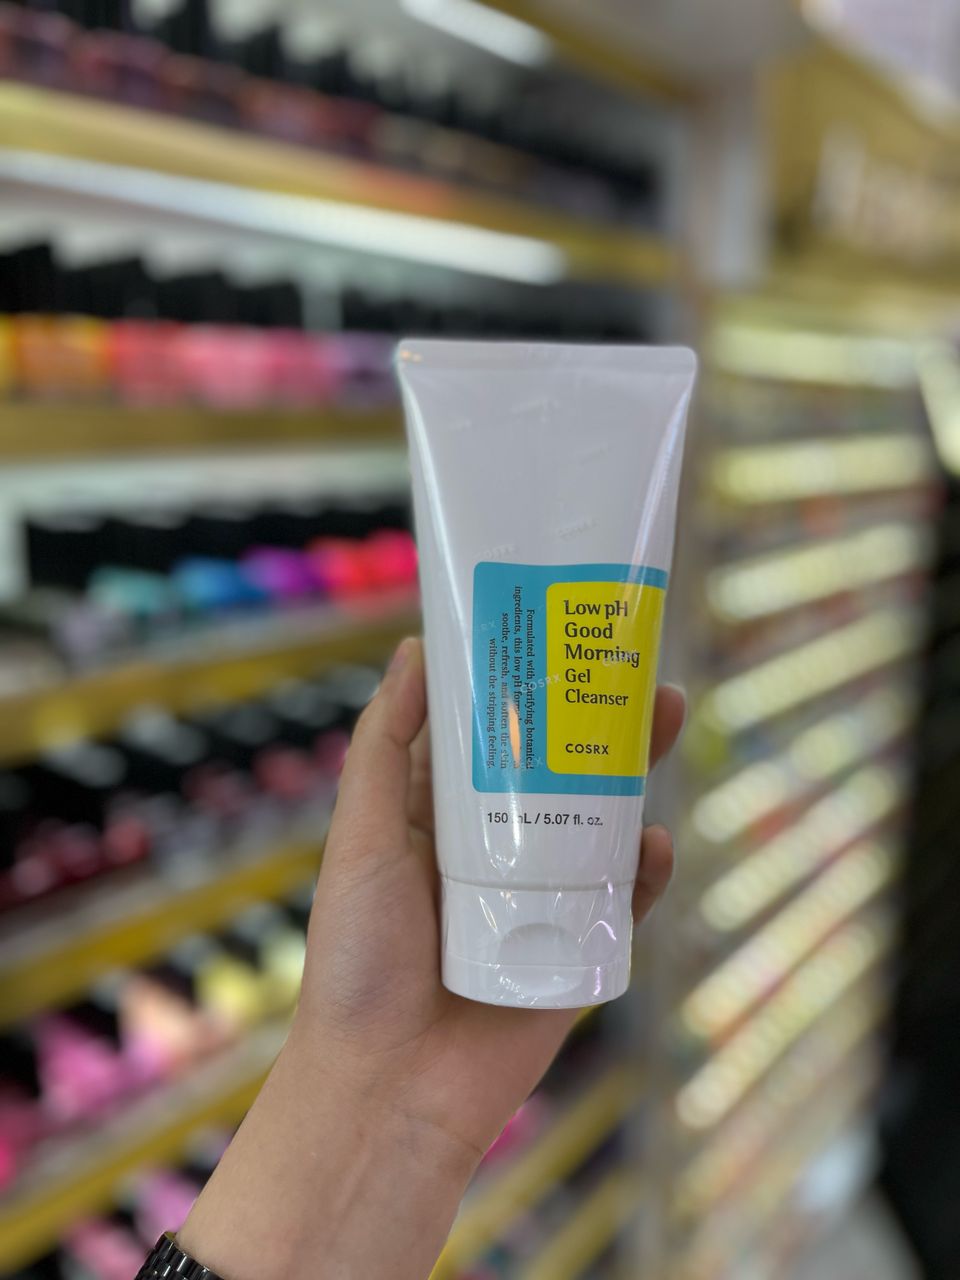 Low pH
Good
Morning
Gel
Cleanser
COSRX
Formulated with purifying botanical
ingredients, this low pH
soothe, refresh, and soften the skin
without the stripping feeling.
150 mL / 5.07 fl. oz.
COSRX